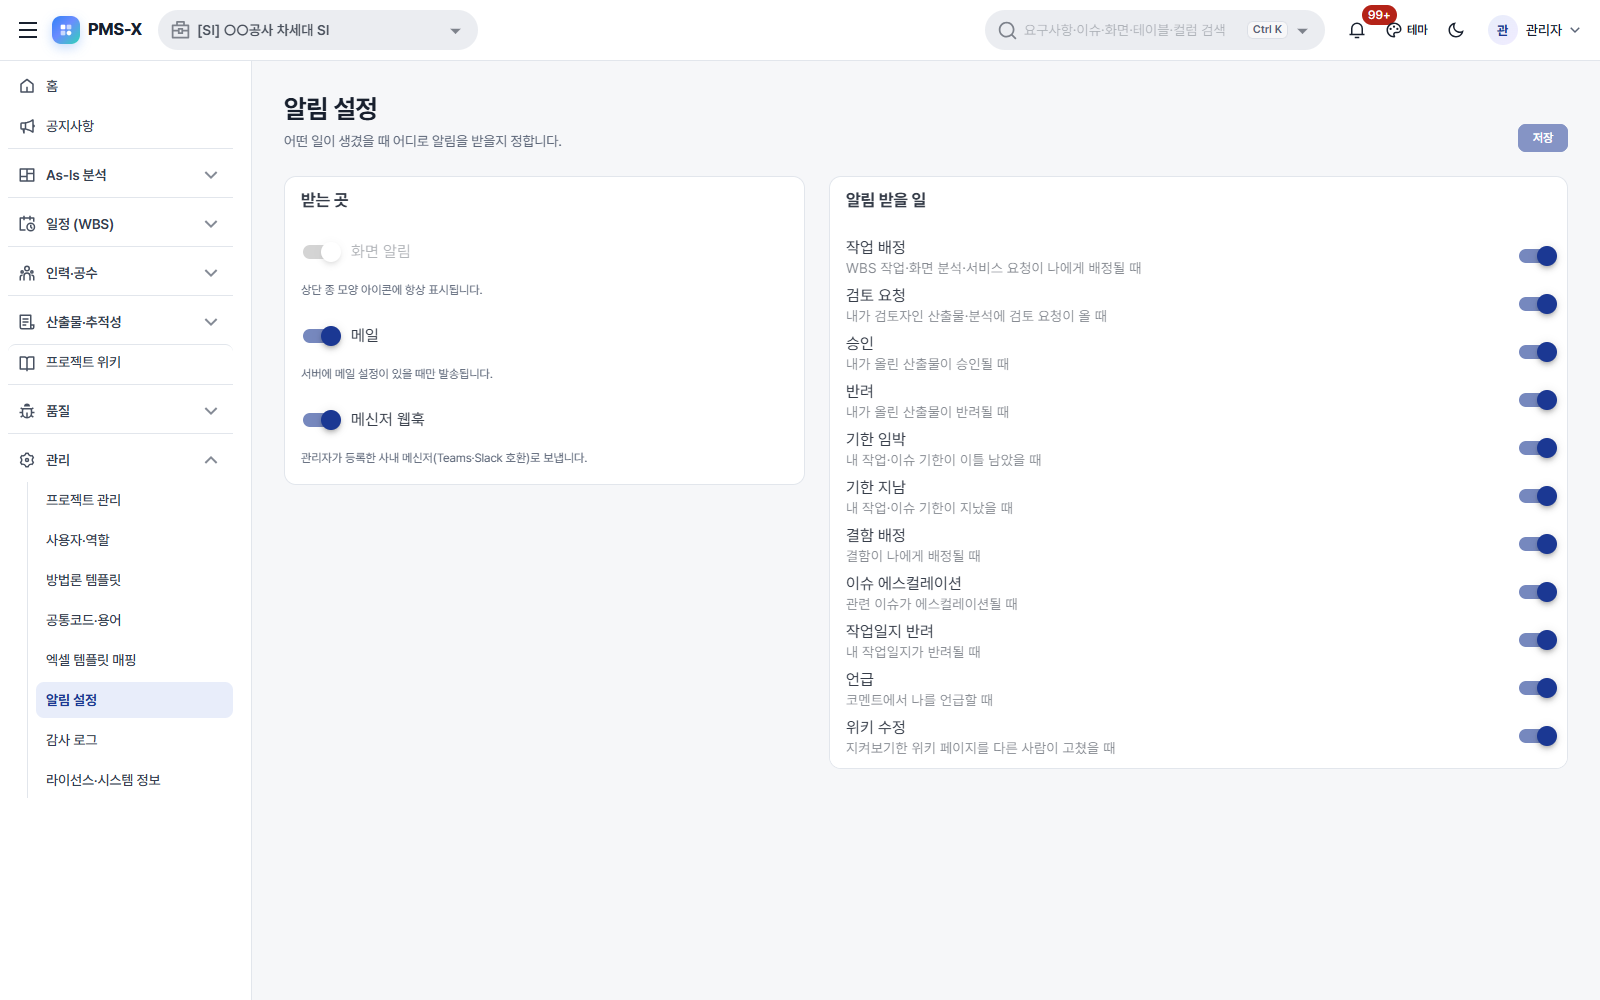 PMS-X
[SI] 〇〇공사 차세대 SI
요구사항·이슈·화면·테이블·컬럼 검색
Ctrl K
99+
테마
관
관리자
홈
공지사항
As-Is 분석
일정 (WBS)
인력·공수
산출물·추적성
프로젝트 위키
품질
관리
프로젝트 관리
사용자·역할
방법론 템플릿
공통코드·용어
엑셀 템플릿 매핑
알림 설정
감사 로그
라이선스·시스템 정보
알림 설정
어떤 일이 생겼을 때 어디로 알림을 받을지 정합니다.
저장
받는 곳
화면 알림
상단 종 모양 아이콘에 항상 표시됩니다.
메일
서버에 메일 설정이 있을 때만 발송됩니다.
메신저 웹훅
관리자가 등록한 사내 메신저(Teams·Slack 호환)로 보냅니다.
알림 받을 일
작업 배정
WBS 작업·화면 분석·서비스 요청이 나에게 배정될 때
검토 요청
내가 검토자인 산출물·분석에 검토 요청이 올 때
승인
내가 올린 산출물이 승인될 때
반려
내가 올린 산출물이 반려될 때
기한 임박
내 작업·이슈 기한이 이틀 남았을 때
기한 지남
내 작업·이슈 기한이 지났을 때
결함 배정
결함이 나에게 배정될 때
이슈 에스컬레이션
관련 이슈가 에스컬레이션될 때
작업일지 반려
내 작업일지가 반려될 때
언급
코멘트에서 나를 언급할 때
위키 수정
지켜보기한 위키 페이지를 다른 사람이 고쳤을 때